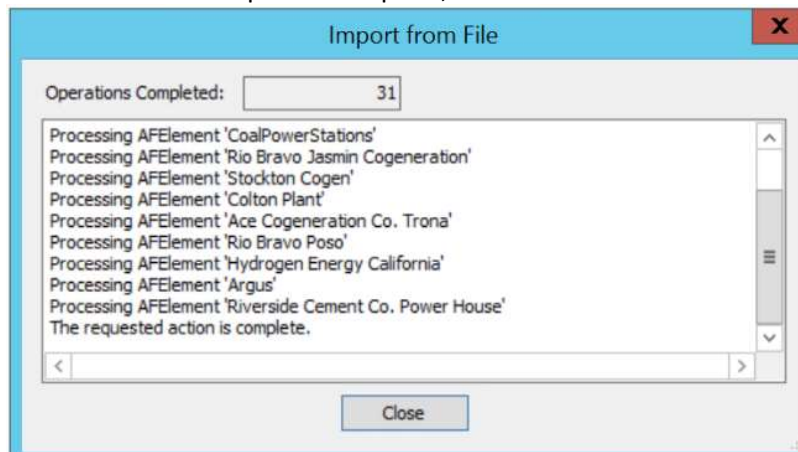 Import from File
X
Operations Completed: 31
Processing AFElement 'CoalPowerStations'
Processing AFElement 'Rio Bravo Jasmin Cogeneration'
Processing AFElement 'Stockton Cogen'
Processing AFElement 'Colton Plant'
Processing AFElement 'Ace Cogeneration Co. Trona'
Processing AFElement 'Rio Bravo Poso'
Processing AFElement 'Hydrogen Energy California'
Processing AFElement 'Argus'
Processing AFElement 'Riverside Cement Co. Power House'
The requested action is complete.
Close